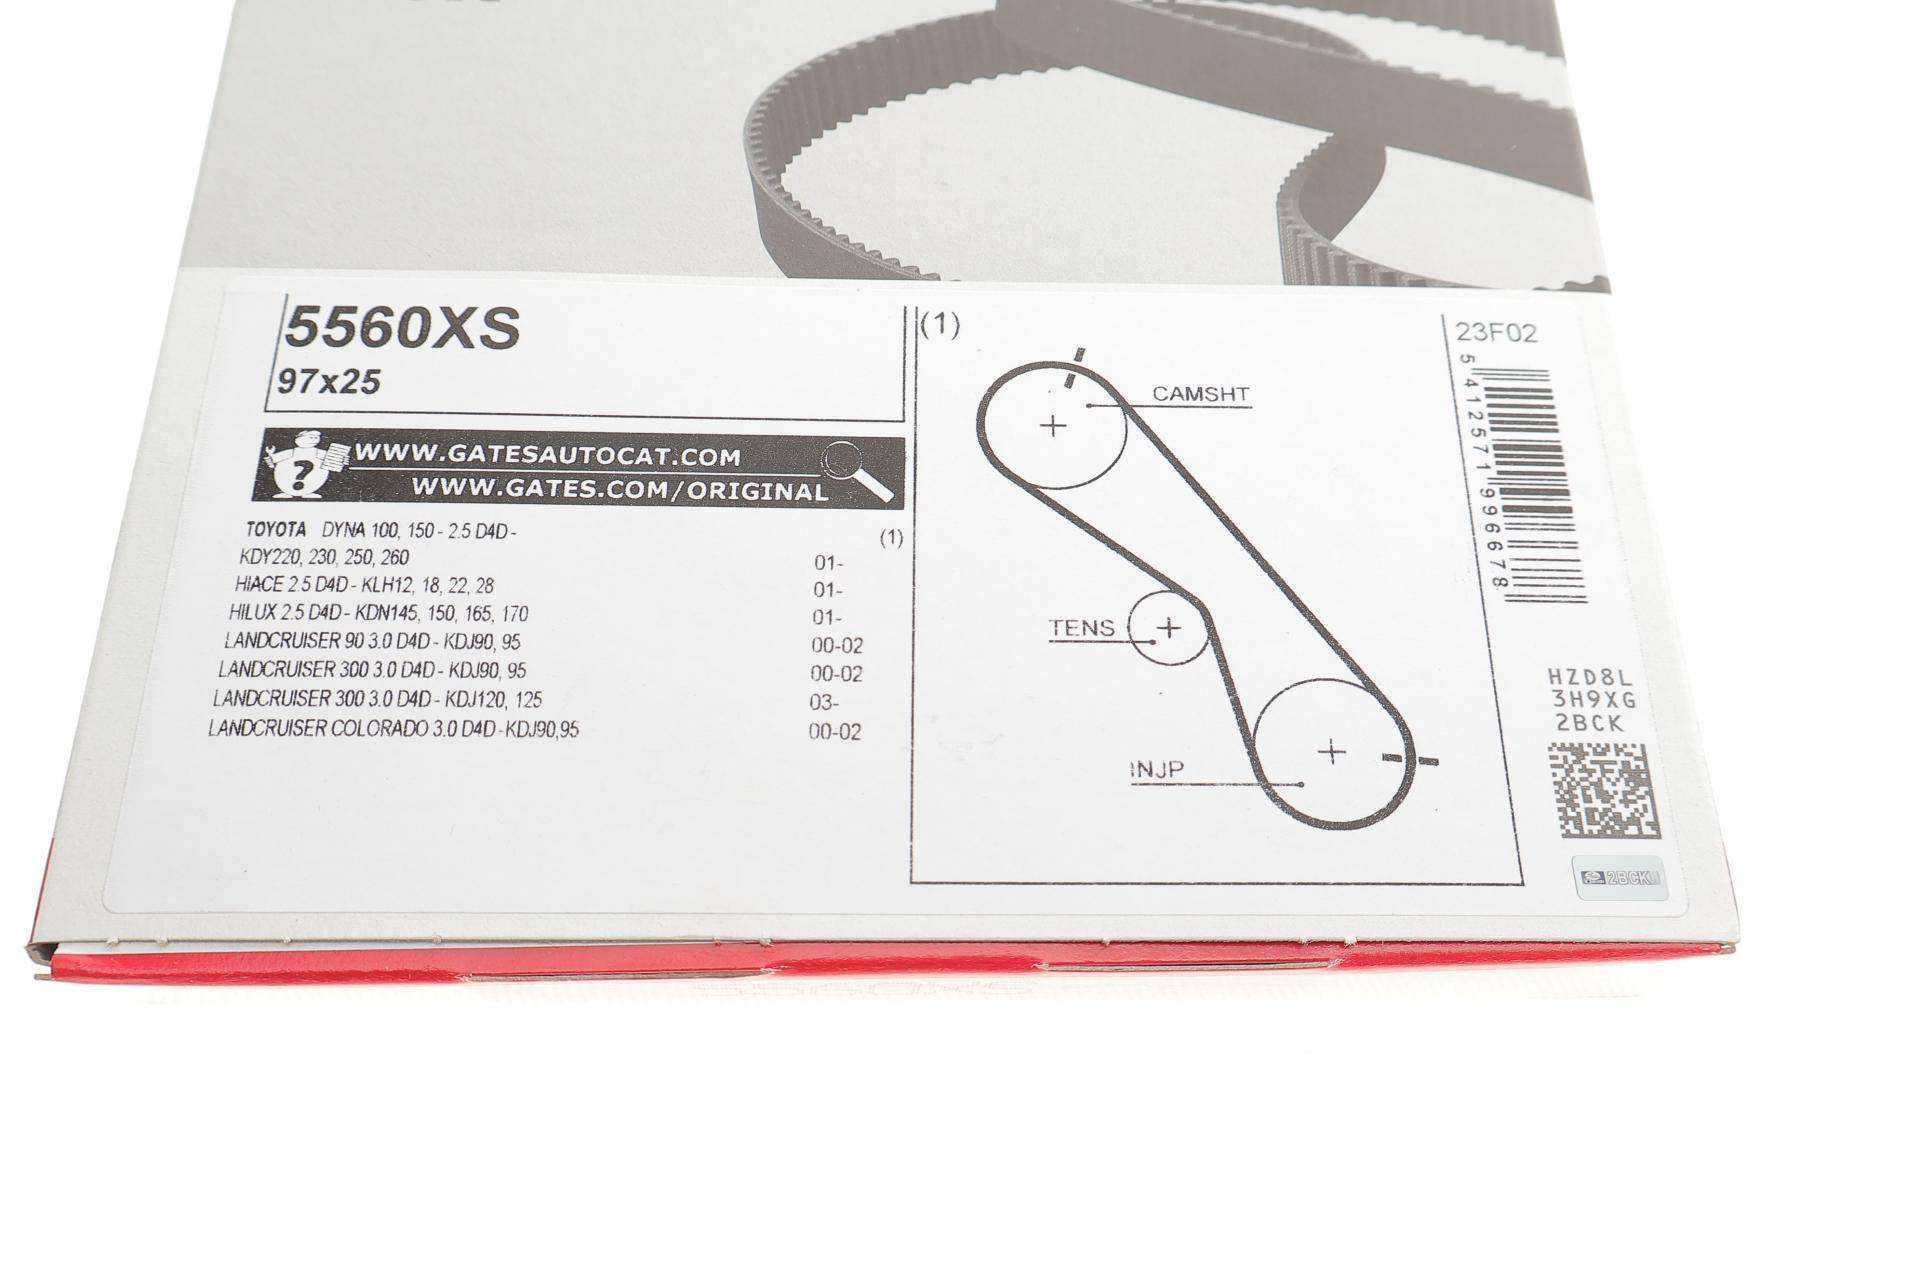 5560XS
97x25
WWW.GATESAUTOCAT.COM
WWW.GATES.COM/ORIGINAL
(1)
TOYOTA DYNA 100, 150 - 2.5 D4D -
KDY220, 230, 250, 260 01-
HIACE 2.5 D4D - KLH12, 18, 22, 28 01-
HILUX 2.5 D4D - KDN145, 150, 165, 170 01-
LANDCRUISER 90 3.0 D4D - KDJ90, 95 00-02
LANDCRUISER 300 3.0 D4D - KDJ90, 95 00-02
LANDCRUISER 300 3.0 D4D - KDJ120, 125 03-
LANDCRUISER COLORADO 3.0 D4D - KDJ90,95 00-02
(1)
CAMSHT
TENS
INJP
23F02
5 412571 996678
HZD8L
3H9XG
2BCK
2BCK